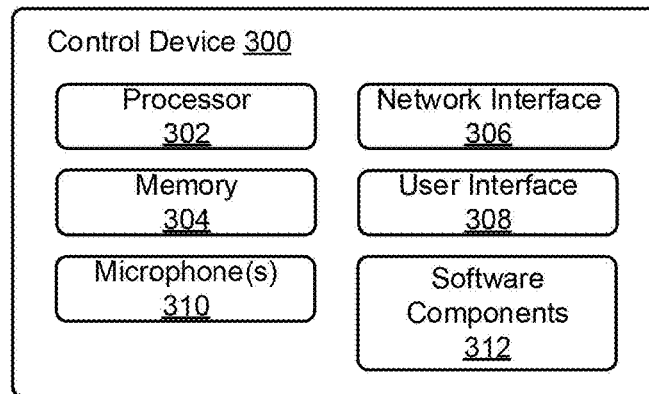 Control Device 300
Processor
302
Network Interface
306
Memory
304
User Interface
308
Microphone(s)
310
Software
Components
312